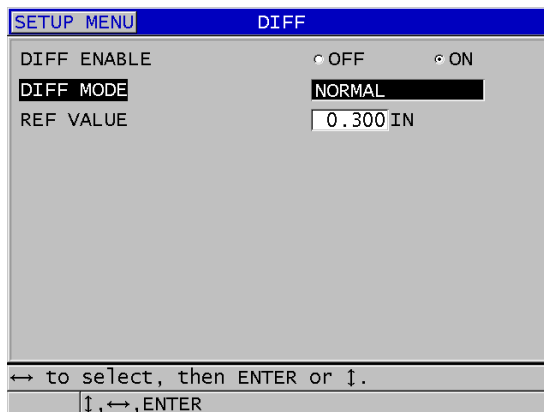 SETUP MENU DIFF
DIFF ENABLE OFF ON
DIFF MODE NORMAL
REF VALUE 0.300 IN
↔ to select, then ENTER or ↕.
↕,↔,ENTER